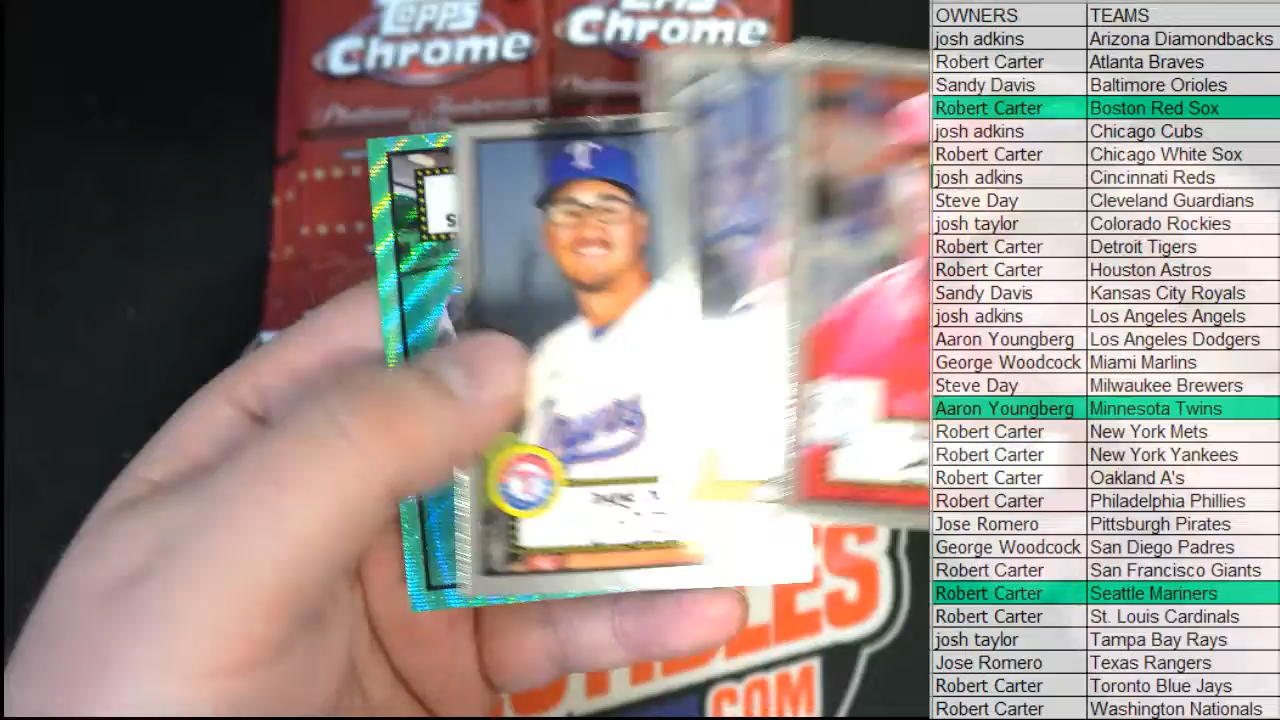 TOPPS
Chrome
Chrome
T
S
COM
OWNERS TEAMS
josh adkins Arizona Diamondbacks
Robert Carter Atlanta Braves
Sandy Davis Baltimore Orioles
Robert Carter Boston Red Sox
josh adkins Chicago Cubs
Robert Carter Chicago White Sox
josh adkins Cincinnati Reds
Steve Day Cleveland Guardians
josh taylor Colorado Rockies
Robert Carter Detroit Tigers
Robert Carter Houston Astros
Sandy Davis Kansas City Royals
josh adkins Los Angeles Angels
Aaron Youngberg Los Angeles Dodgers
George Woodcock Miami Marlins
Steve Day Milwaukee Brewers
Aaron Youngberg Minnesota Twins
Robert Carter New York Mets
Robert Carter New York Yankees
Robert Carter Oakland A's
Robert Carter Philadelphia Phillies
Jose Romero Pittsburgh Pirates
George Woodcock San Diego Padres
Robert Carter San Francisco Giants
Robert Carter Seattle Mariners
Robert Carter St. Louis Cardinals
josh taylor Tampa Bay Rays
Jose Romero Texas Rangers
Robert Carter Toronto Blue Jays
Robert Carter Washington Nationals